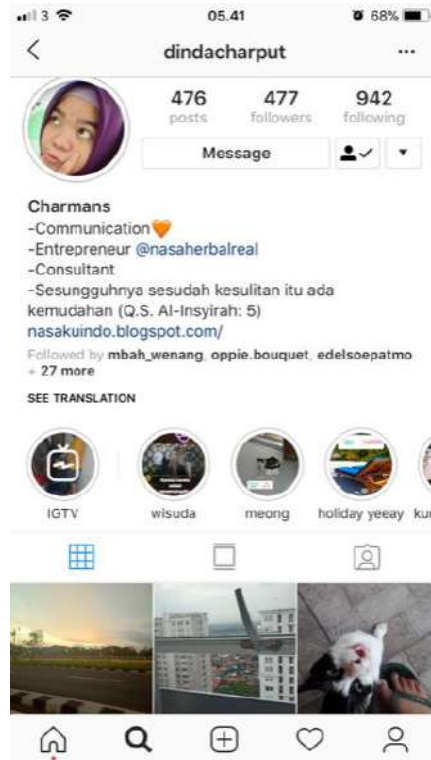 3
05.41
68%
dindacharput
476 477 942
posts followers following
Message
Charmans
-Communication
-Entrepreneur @nasaherbalreal
-Consultant
-Sesungguhnya sesudah kesulitan itu ada
kemudahan (Q.S. Al-Insyirah: 5)
nasakuindo.blogspot.com/
Followed by mbah_wenang, oppie.bouquet, edelsoepatmo
+ 27 more
SEE TRANSLATION
IGTV wisuda meong holiday yeeay kur